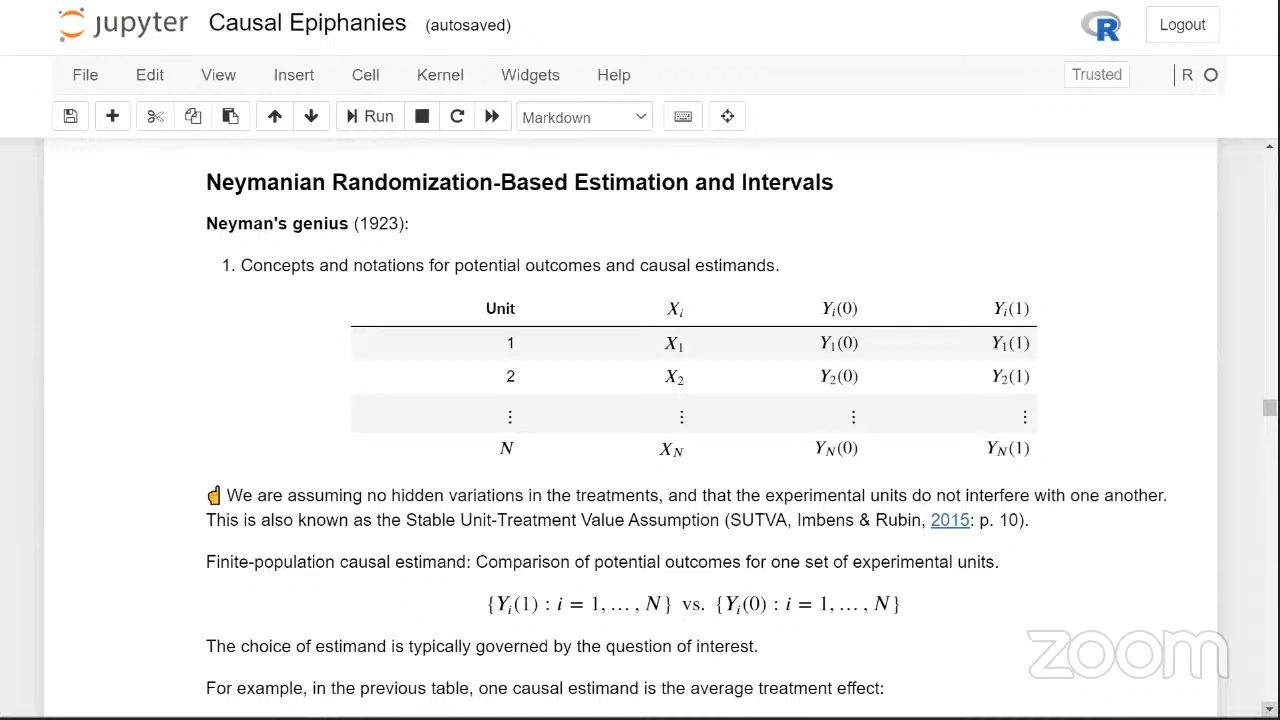 jupyter Causal Epiphanies (autosaved) R Logout
File Edit View Insert Cell Kernel Widgets Help Trusted R
Run Markdown
Neymanian Randomization-Based Estimation and Intervals
Neyman's genius (1923):
1. Concepts and notations for potential outcomes and causal estimands.
Unit X_i Y_i(0) Y_i(1)
1 X_1 Y_1(0) Y_1(1)
2 X_2 Y_2(0) Y_2(1)
⋮ ⋮ ⋮ ⋮
N X_N Y_N(0) Y_N(1)
☝ We are assuming no hidden variations in the treatments, and that the experimental units do not interfere with one another.
This is also known as the Stable Unit-Treatment Value Assumption (SUTVA, Imbens & Rubin, 2015: p. 10).
Finite-population causal estimand: Comparison of potential outcomes for one set of experimental units.
{Y_i(1) : i = 1, … , N} vs. {Y_i(0) : i = 1, … , N}
The choice of estimand is typically governed by the question of interest.
zoom
For example, in the previous table, one causal estimand is the average treatment effect: